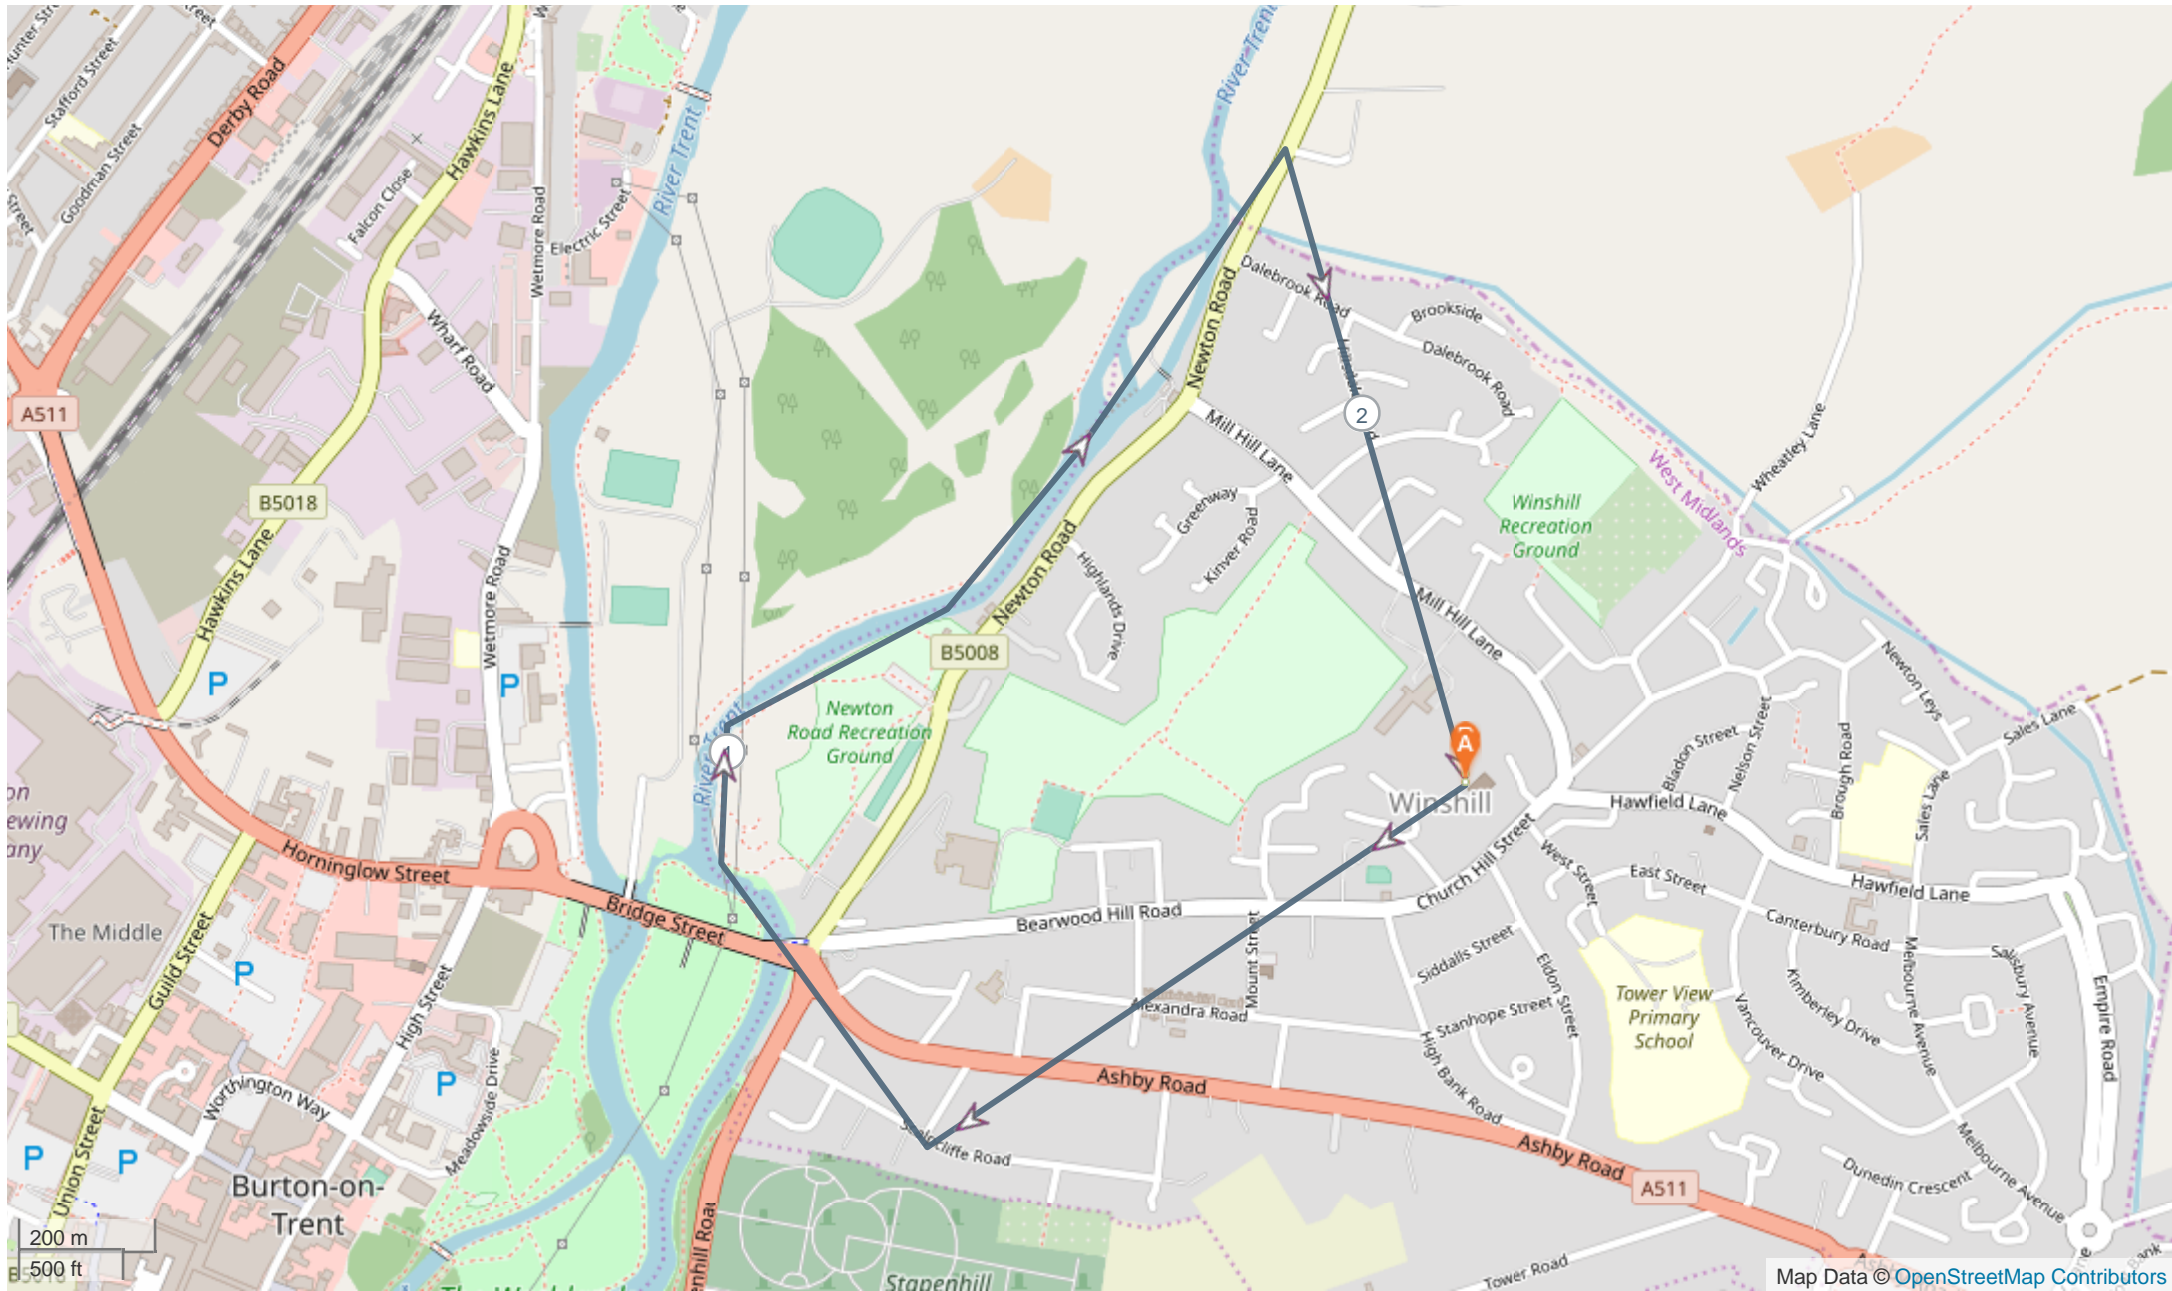 Stafford Street
Goodman Street
Derby Road
Hawkins Lane
Falcon Close
Wetmore Road
Electric Street
River Trent
River Trent
A511
Wharf Road
B5018
Hawkins Lane
Wetmore Road
P
P
Newton Road
Dalebrook Road
Brookside
Dalebrook Road
2
Mill Hill Lane
Greenway
Kinver Road
Highlands Drive
Newton Road
B5008
Winshill
Recreation
Ground
West Midlands
Wheatley Lane
Mill Hill Lane
Newton
Road Recreation
Ground
River Trent
A
Winshill
Newton Leys
Sales Lane
Bladon Street
Nelson Street
Brough Road
Sales Lane
Hawfield Lane
Hawfield Lane
Horninglow Street
Bridge Street
The Middle
Guild Street
P
High Street
Bearwood Hill Road
Church Hill Street
West Street
East Street
Canterbury Road
Salisbury Avenue
Mount Street
Siddalls Street
Eldon Street
Stanhope Street
Alexandra Road
Tower View
Primary
School
Vancouver Drive
Kimberley Drive
Melbourne Avenue
Empire Road
High Bank Road
Ashby Road
Ashby Road
A511
Worthington Way
Meadowside Drive
P
P
P
Union Street
Burton-on-
Trent
Dunedin Crescent
Melbourne Avenue
Tower Road
Stapenhill
200 m
500 ft
Map Data © OpenStreetMap Contributors